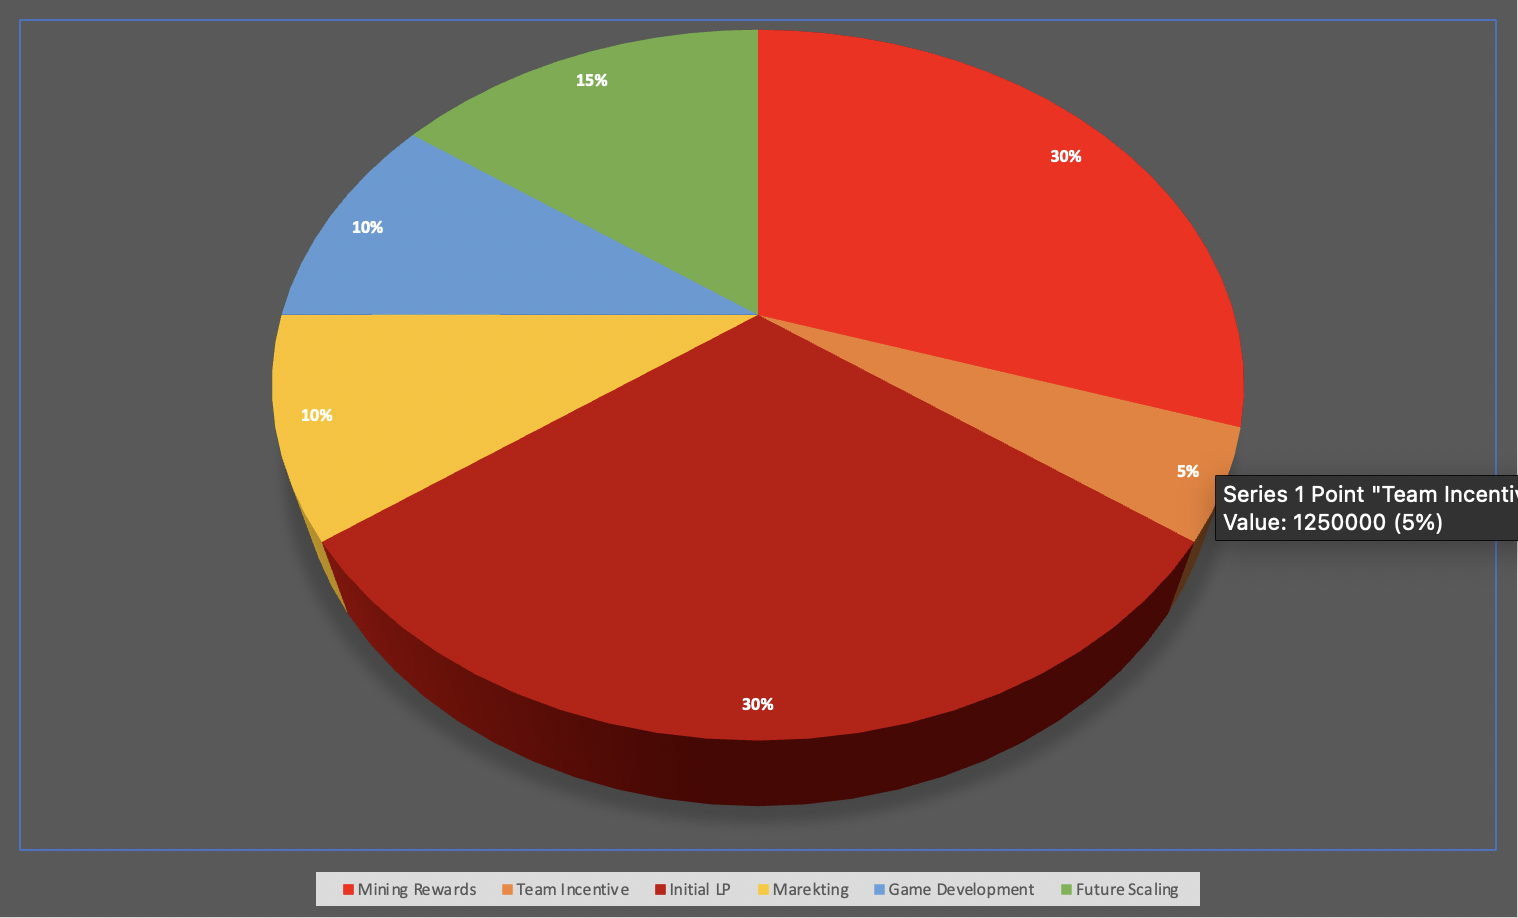 15%
30%
10%
10%
5%
Series 1 Point "Team Incentiv
Value: 1250000 (5%)
30%
Mining Rewards Team Incentive Initial LP Marekting Game Development Future Scaling